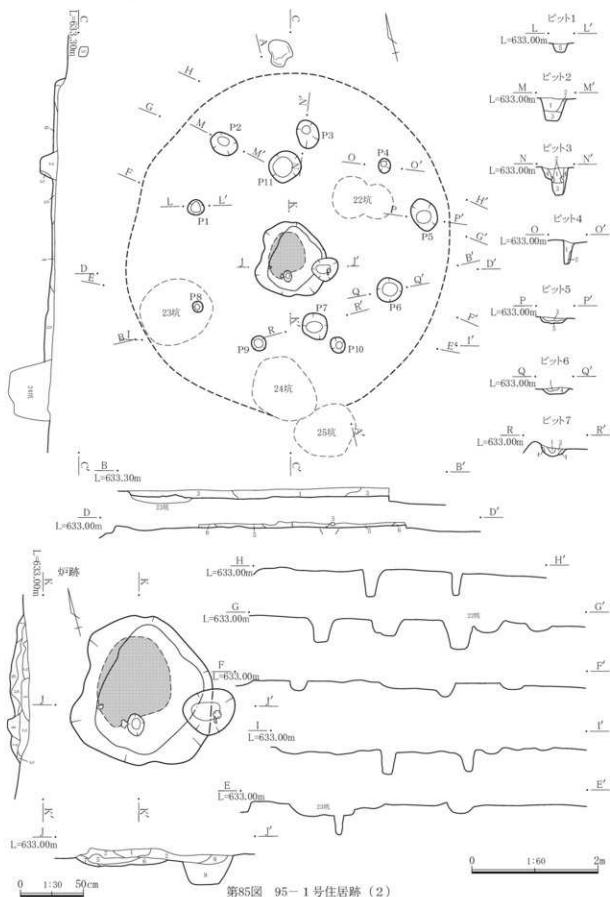 C
L=633.30m
C
A
H
G
N
M
P2
P3
M'
P11
O
P4
O'
22坑
F
L
L'
P1
K
P
P5
P'
H'
G'
J
J'
B'
D'
D
E
P8
23坑
Q
Q'
P6
R'
P7
K'
R
P9
P10
F'
E'
I'
24坑
25坑
A'
C'
24坑
C'
ピット1
L
L'
L=633.00m
ピット2
M
M'
L=633.00m
ピット3
N
N'
L=633.00m
ピット4
O
O'
L=633.00m
ピット5
P
P'
L=633.00m
ピット6
Q
Q'
L=633.00m
ピット7
R
R'
L=633.00m
B
B'
L=633.30m
23坑
D
D'
L=633.00m
L=633.00m
K
炉跡
K
J
J'
K'
K'
J
J'
L=633.00m
H
H'
L=633.00m
G
G'
L=633.00m
22坑
F
F'
L=633.00m
I
I'
L=633.00m
E
E'
L=633.00m
23坑
0 1:30 50cm
0 1:60 2m
第85図 95－1号住居跡（2）